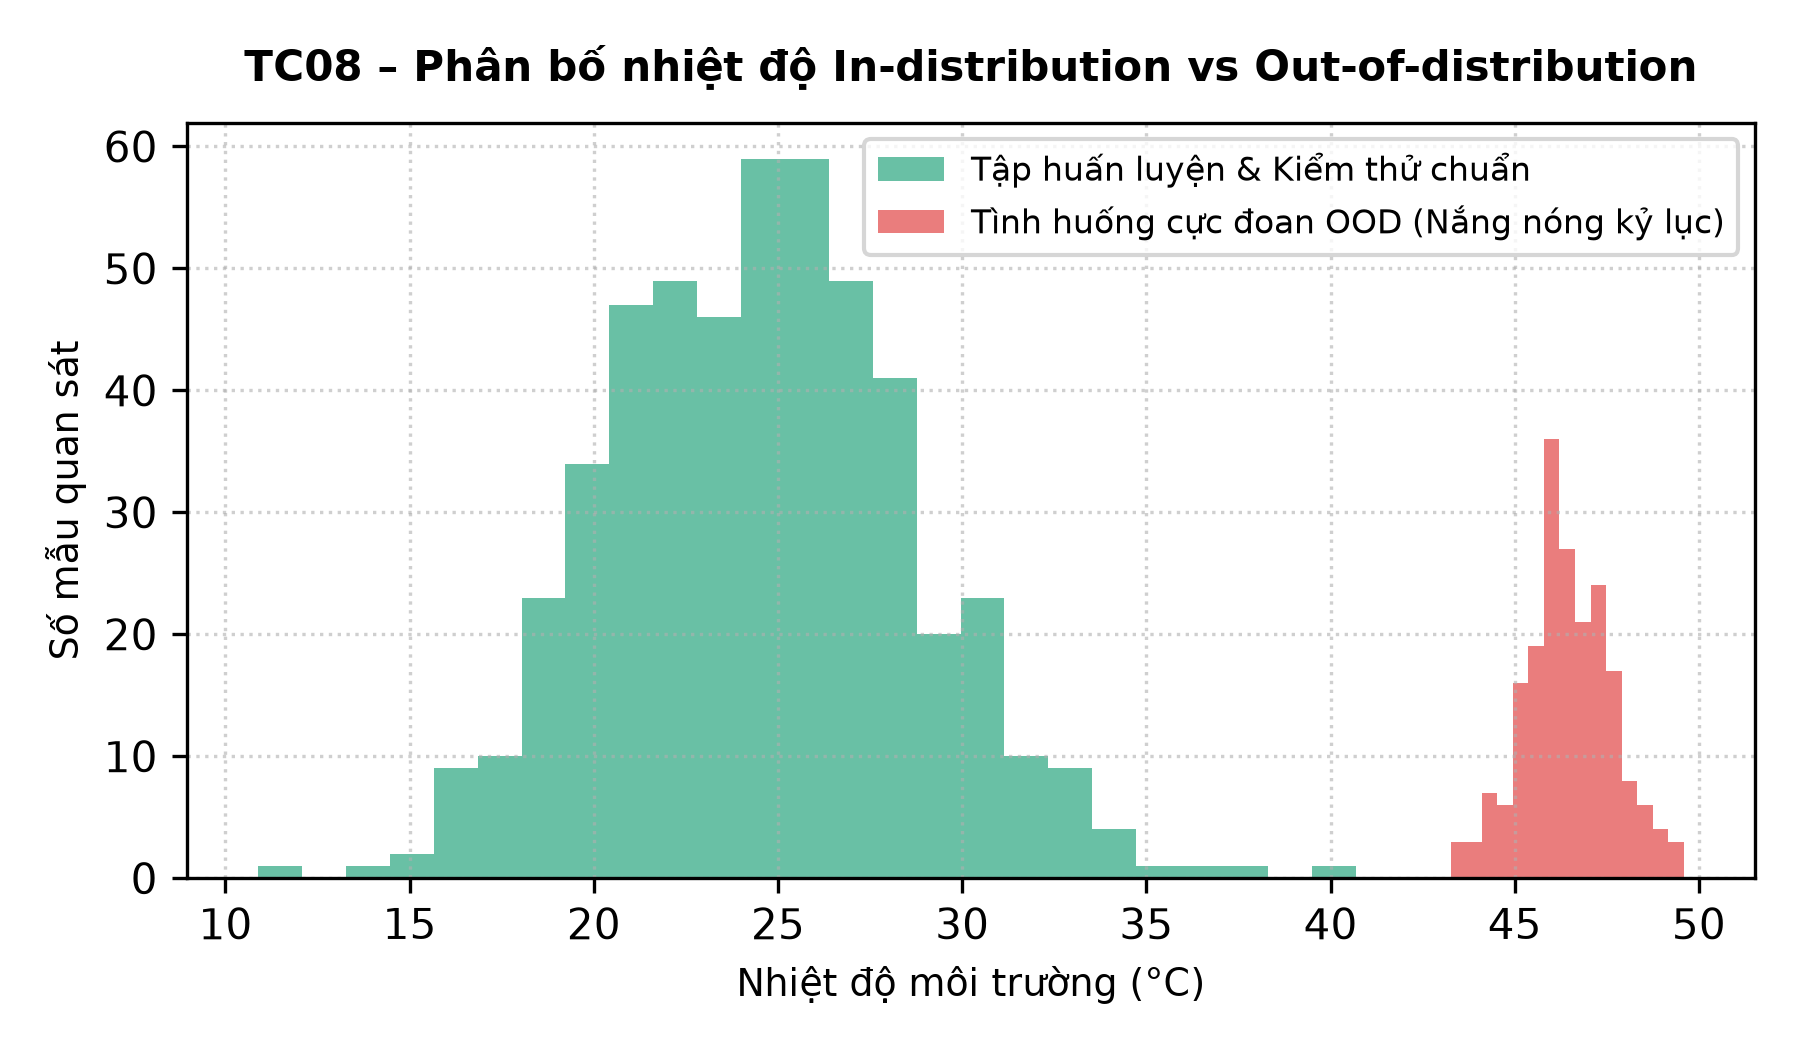 TC08 – Phân bố nhiệt độ In-distribution vs Out-of-distribution
Tập huấn luyện & Kiểm thử chuẩn
Tình huống cực đoan OOD (Nắng nóng kỷ lục)
Số mẫu quan sát
60
50
40
30
20
10
0
10 15 20 25 30 35 40 45 50
Nhiệt độ môi trường (°C)